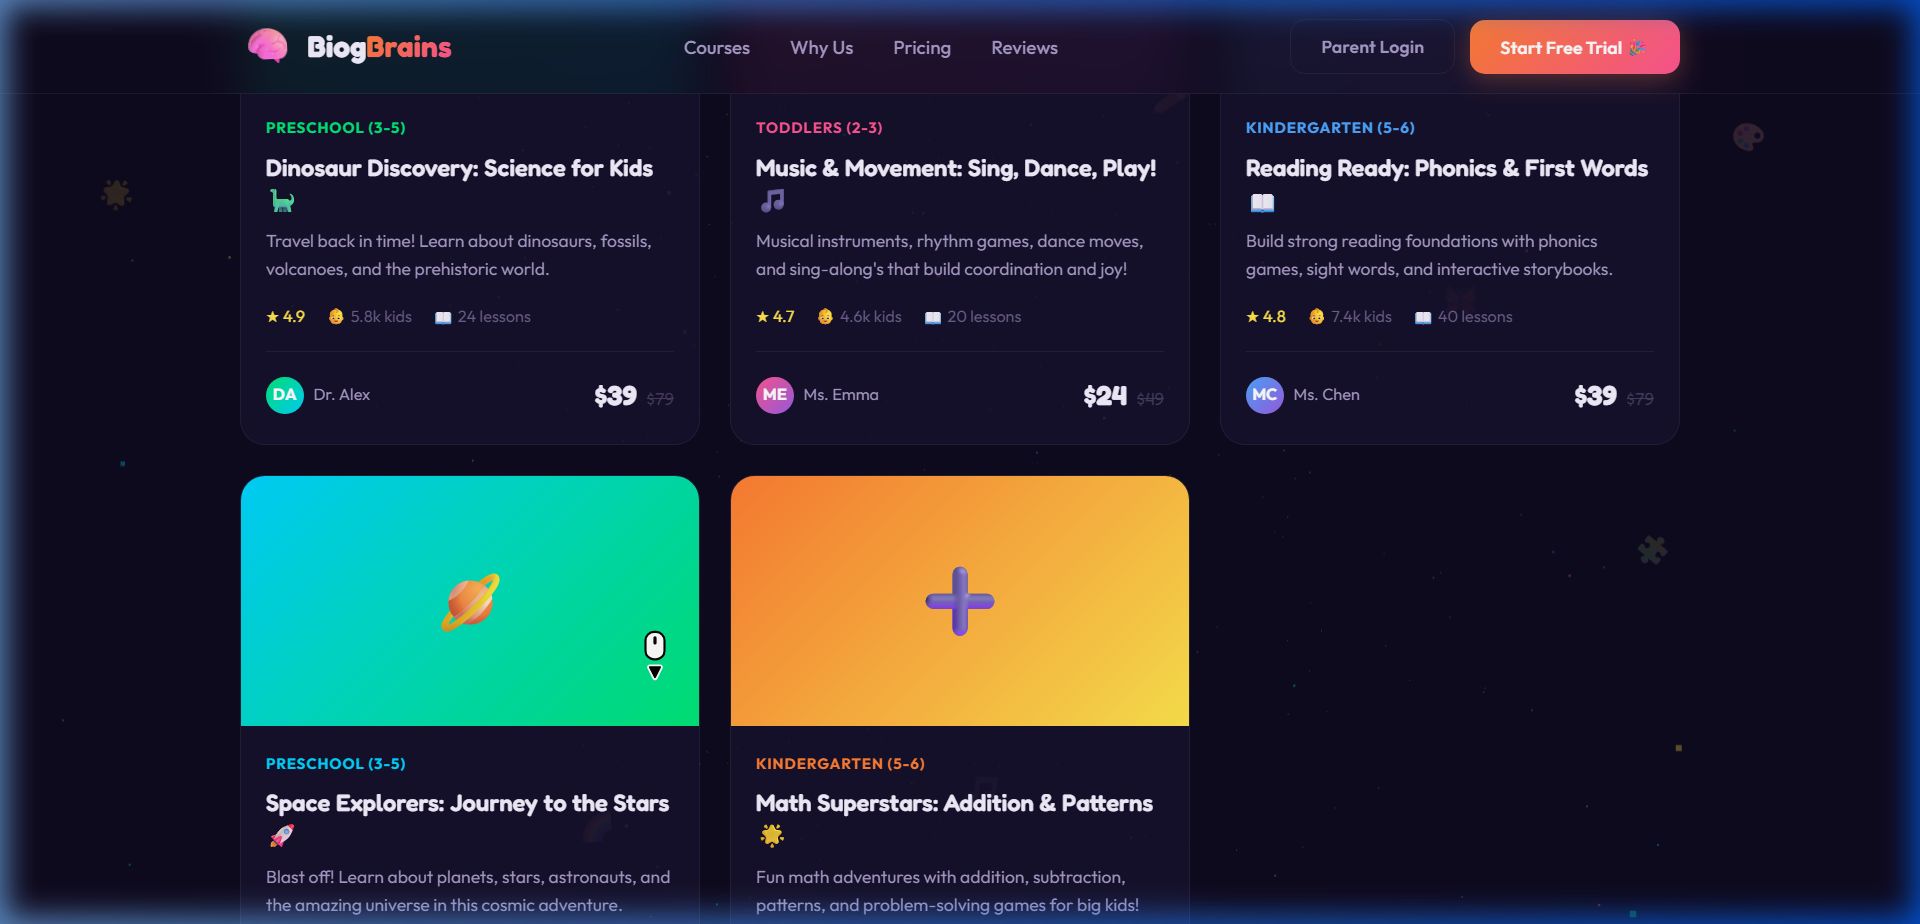 BiogBrains
Courses Why Us Pricing Reviews
Parent Login
Start Free Trial
PRESCHOOL (3-5)
Dinosaur Discovery: Science for Kids
Travel back in time! Learn about dinosaurs, fossils,
volcanoes, and the prehistoric world.
★ 4.9 5.8k kids 24 lessons
DA Dr. Alex $39 $79
TODDLERS (2-3)
Music & Movement: Sing, Dance, Play!
Musical instruments, rhythm games, dance moves,
and sing-along's that build coordination and joy!
★ 4.7 4.6k kids 20 lessons
ME Ms. Emma $24 $49
KINDERGARTEN (5-6)
Reading Ready: Phonics & First Words
Build strong reading foundations with phonics
games, sight words, and interactive storybooks.
★ 4.8 7.4k kids 40 lessons
MC Ms. Chen $39 $79
PRESCHOOL (3-5)
Space Explorers: Journey to the Stars
Blast off! Learn about planets, stars, astronauts, and
the amazing universe in this cosmic adventure.
KINDERGARTEN (5-6)
Math Superstars: Addition & Patterns
Fun math adventures with addition, subtraction,
patterns, and problem-solving games for big kids!